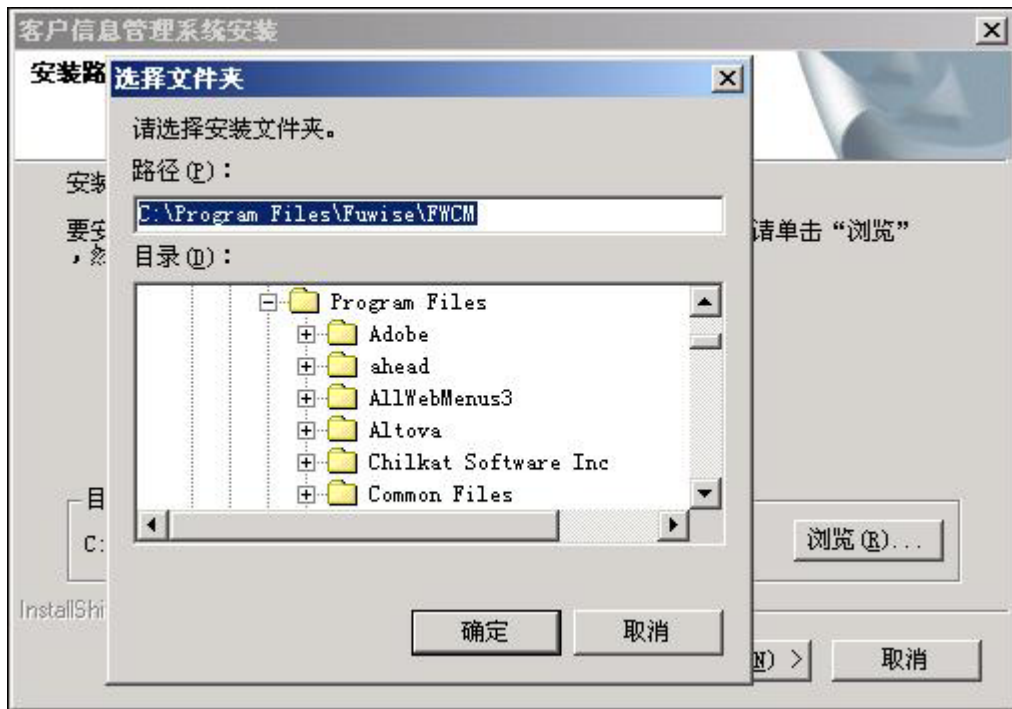 客户信息管理系统安装
安装路
选择文件夹
请选择安装文件夹。
路径(P):
安装
C:\Program Files\Fuwise\FWCM
要安
请单击“浏览”
,然
目录(D):
Program Files
Adobe
ahead
AllWebMenus3
Altova
Chilkat Software Inc
Common Files
目
C:
浏览(R)...
InstallShi
确定
取消
N) >
取消